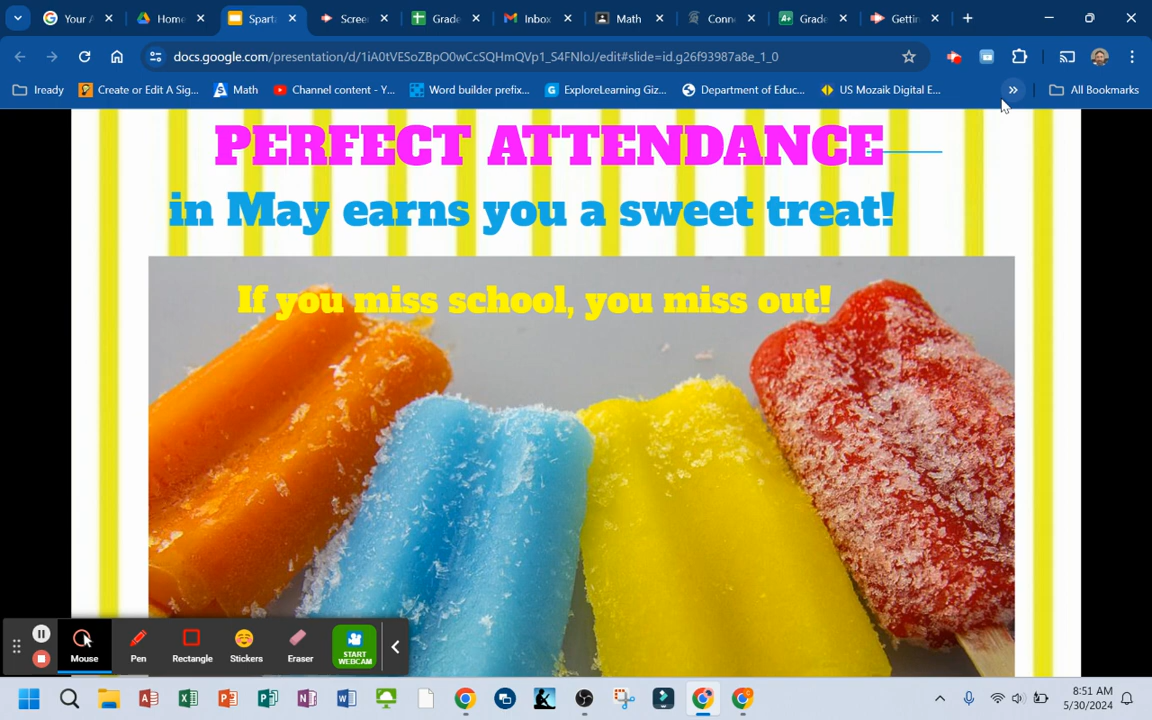 Your A
Home
Spart
Scree
Grade
Inbox
Math
Conne
Grade
Gettin
docs.google.com/presentation/d/1iA0tVESoZBpO0wCcSQHmQVp1_S4FNloJ/edit#slide=id.g26f93987a8e_1_0
Iready
Create or Edit A Sig...
Math
Channel content - Y...
Word builder prefix...
ExploreLearning Giz...
Department of Educ...
US Mozaik Digital E...
»
All Bookmarks
PERFECT ATTENDANCE
in May earns you a sweet treat!
If you miss school, you miss out!
Mouse
Pen
Rectangle
Stickers
Eraser
START
WEBCAM
8:51 AM
5/30/2024